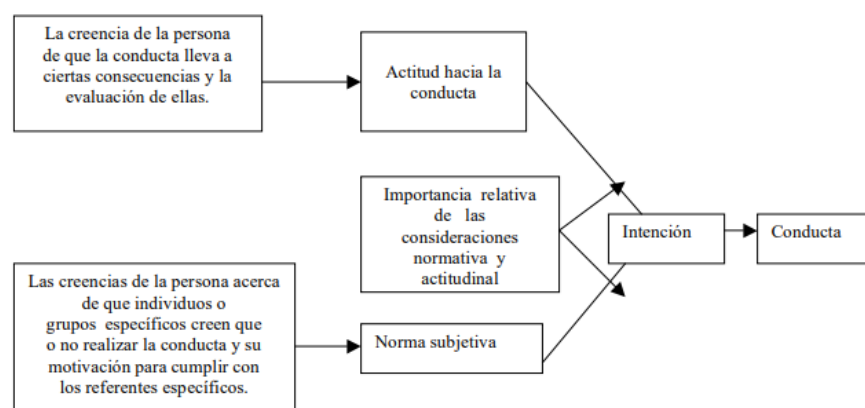 La creencia de la persona
de que la conducta lleva a
ciertas consecuencias y la
evaluación de ellas.
Actitud hacia la
conducta
Importancia relativa
de las
consideraciones
normativa y
actitudinal
Intención
Conducta
Las creencias de la persona acerca
de que individuos o
grupos específicos creen que
o no realizar la conducta y su
motivación para cumplir con
los referentes específicos.
Norma subjetiva